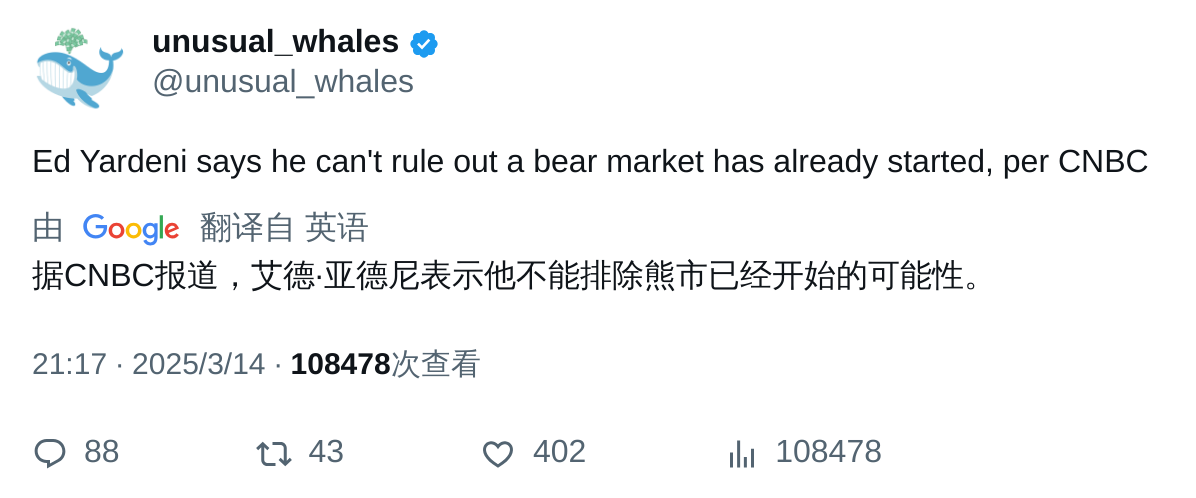 unusual_whales
@unusual_whales
Ed Yardeni says he can't rule out a bear market has already started, per CNBC
由 Google 翻译自 英语
据CNBC报道，艾德·亚德尼表示他不能排除熊市已经开始的可能性。
21:17 · 2025/3/14 · 108478次查看
88 43 402 108478